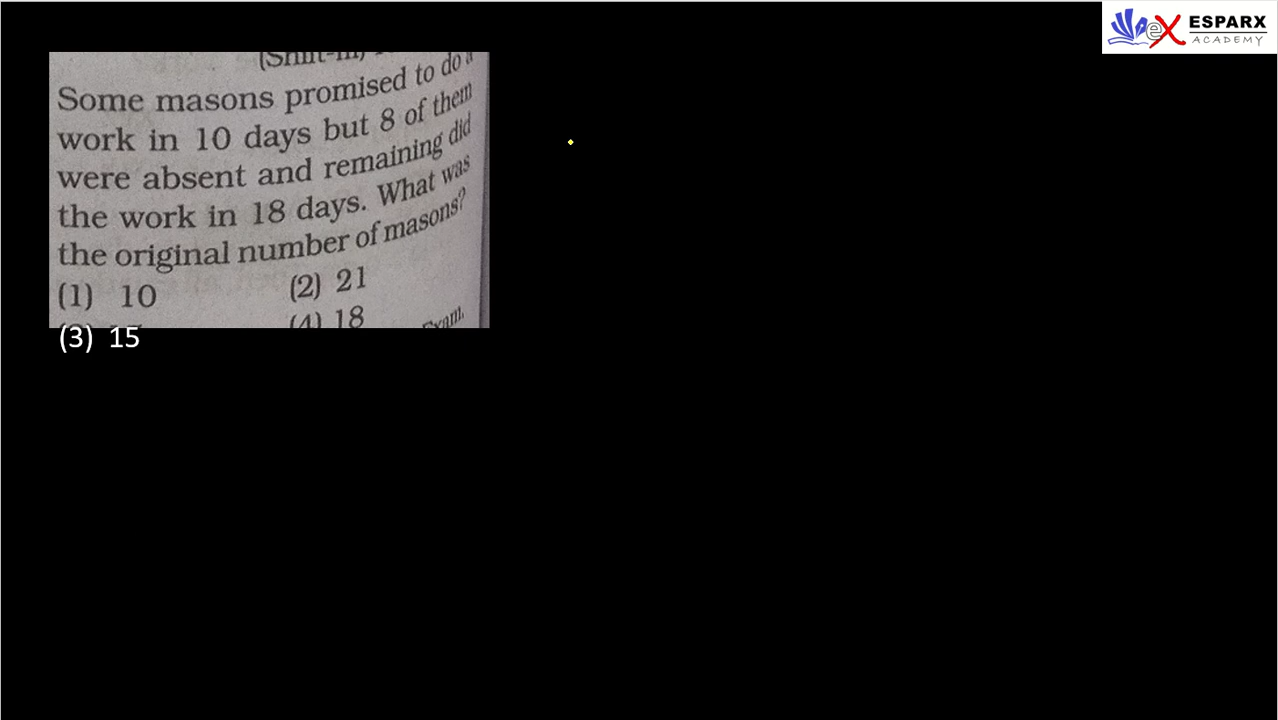 ESPARX
ACADEMY
Some masons promised to do a
work in 10 days but 8 of them
were absent and remaining did
the work in 18 days. What was
the original number of masons?
(1) 10 (2) 21
(3) 15 (4) 18
Exam.